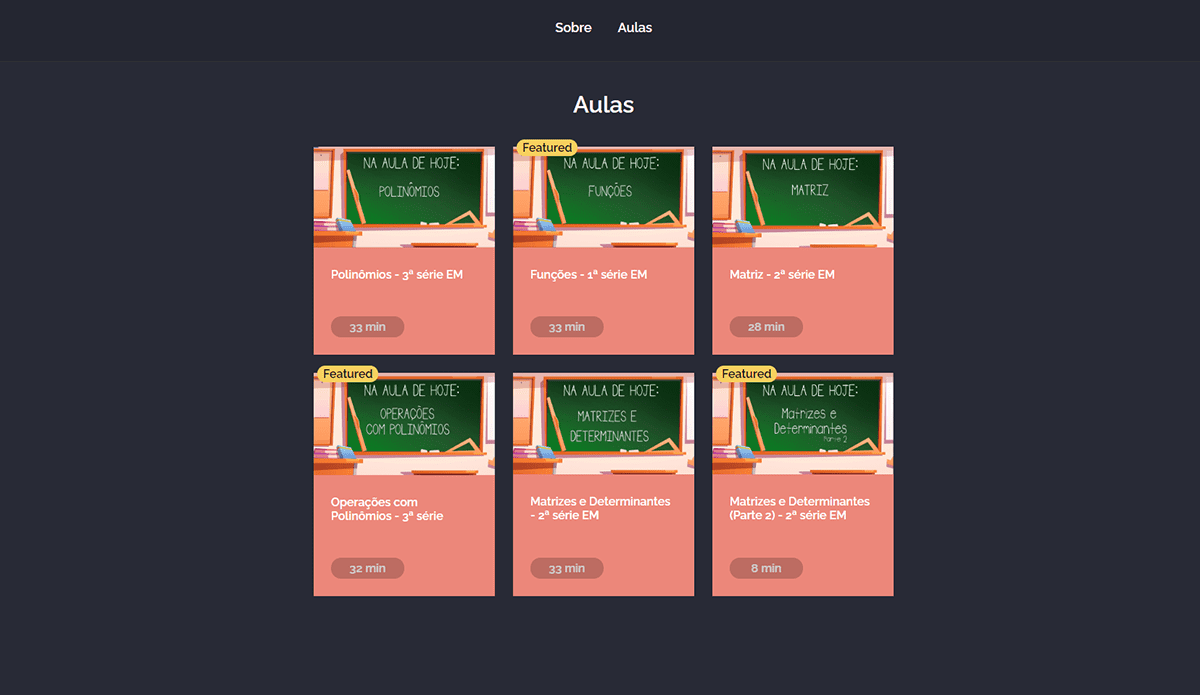 Sobre Aulas
Aulas
NA AULA DE HOJE:
POLINÔMIOS
Polinômios - 3ª série EM
33 min
Featured
NA AULA DE HOJE:
FUNÇÕES
Funções - 1ª série EM
33 min
NA AULA DE HOJE:
MATRIZ
Matriz - 2ª série EM
28 min
Featured
NA AULA DE HOJE:
OPERAÇÕES
COM POLINÔMIOS
Operações com
Polinômios - 3ª série
32 min
NA AULA DE HOJE:
MATRIZES E
DETERMINANTES
Matrizes e Determinantes
- 2ª série EM
33 min
Featured
NA AULA DE HOJE:
Matrizes e
Determinantes
Parte 2
Matrizes e Determinantes
(Parte 2) - 2ª série EM
8 min